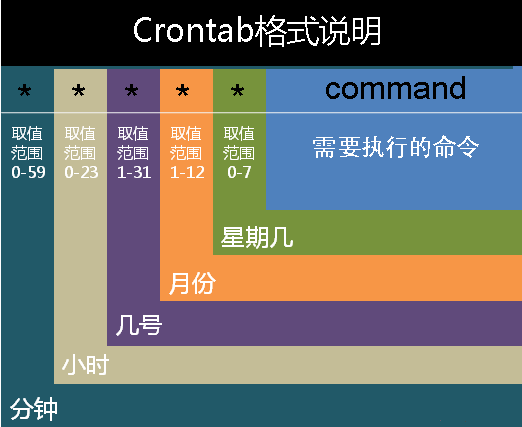 Crontab格式说明
* * * * * command
取值范围0-59
取值范围0-23
取值范围1-31
取值范围1-12
取值范围0-7
需要执行的命令
星期几
月份
几号
小时
分钟